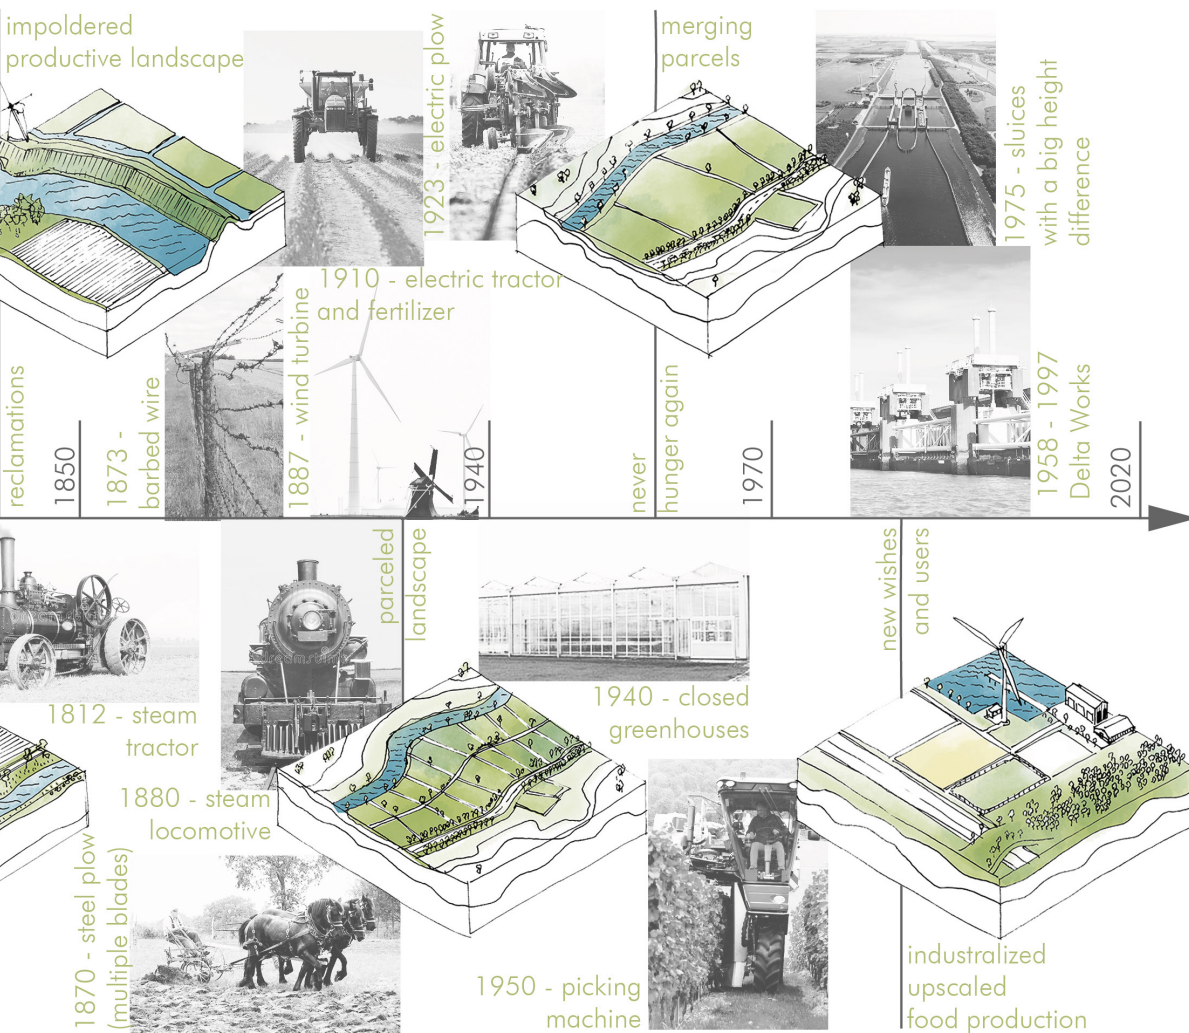 impoldered
productive landscape
1923 - electric plow
merging
parcels
1975 - sluices
with a big height
difference
1910 - electric tractor
and fertilizer
reclamations
1850
1873 -
barbed wire
1887 - wind turbine
1940
never
hunger again
1970
1958 - 1997
Delta Works
2020
parceled
landscape
new wishes
and users
1812 - steam
tractor
dreamstime
1940 - closed
greenhouses
1880 - steam
locomotive
1870 - steel plow
(multiple blades)
1950 - picking
machine
industralized
upscaled
food production